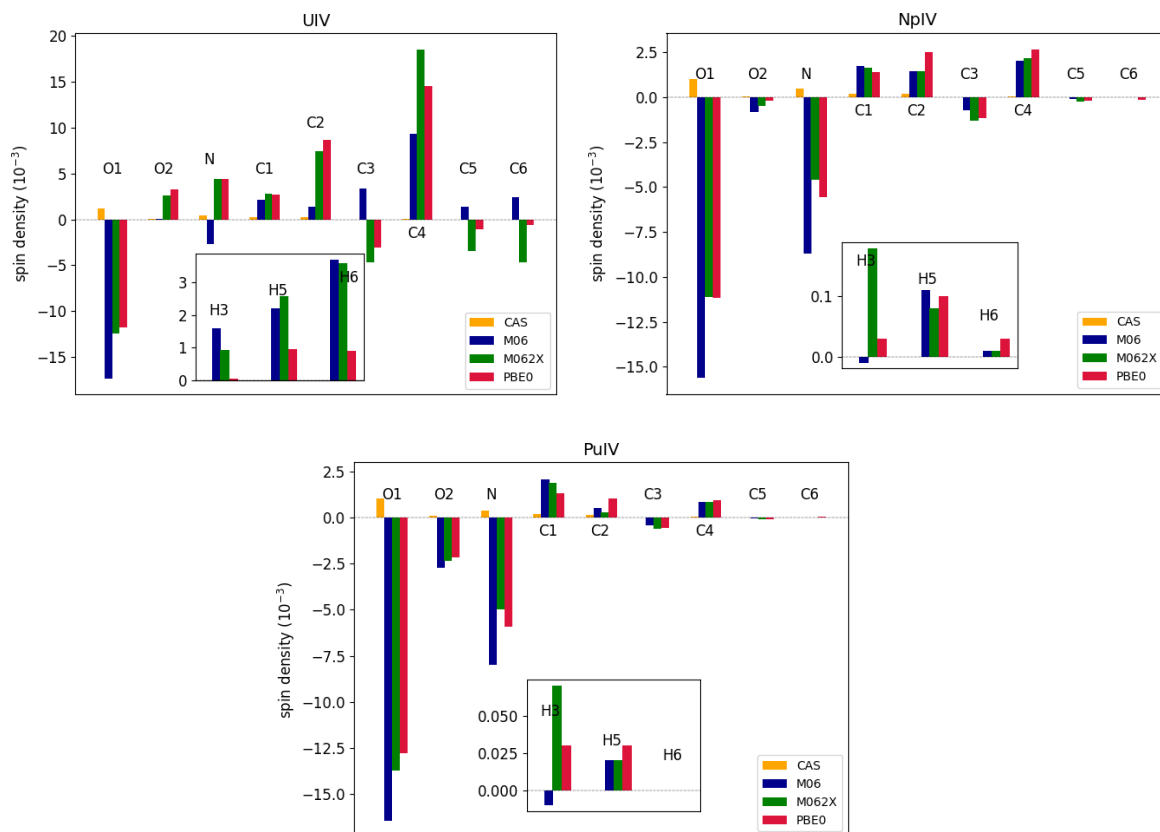 UIV
spin density (10⁻³)
20
15
10
5
0
−5
−10
−15
O1 O2 N C1 C2 C3 C4 C5 C6
3
2
1
0
H3 H5 H6
CAS
M06
M062X
PBE0
NpIV
spin density (10⁻³)
2.5
0.0
−2.5
−5.0
−7.5
−10.0
−12.5
−15.0
O1 O2 N C1 C2 C3 C4 C5 C6
0.1
0.0
H3 H5 H6
CAS
M06
M062X
PBE0
PuIV
spin density (10⁻³)
2.5
0.0
−2.5
−5.0
−7.5
−10.0
−12.5
−15.0
O1 O2 N C1 C2 C3 C4 C5 C6
0.050
0.025
0.000
H3 H5 H6
CAS
M06
M062X
PBE0